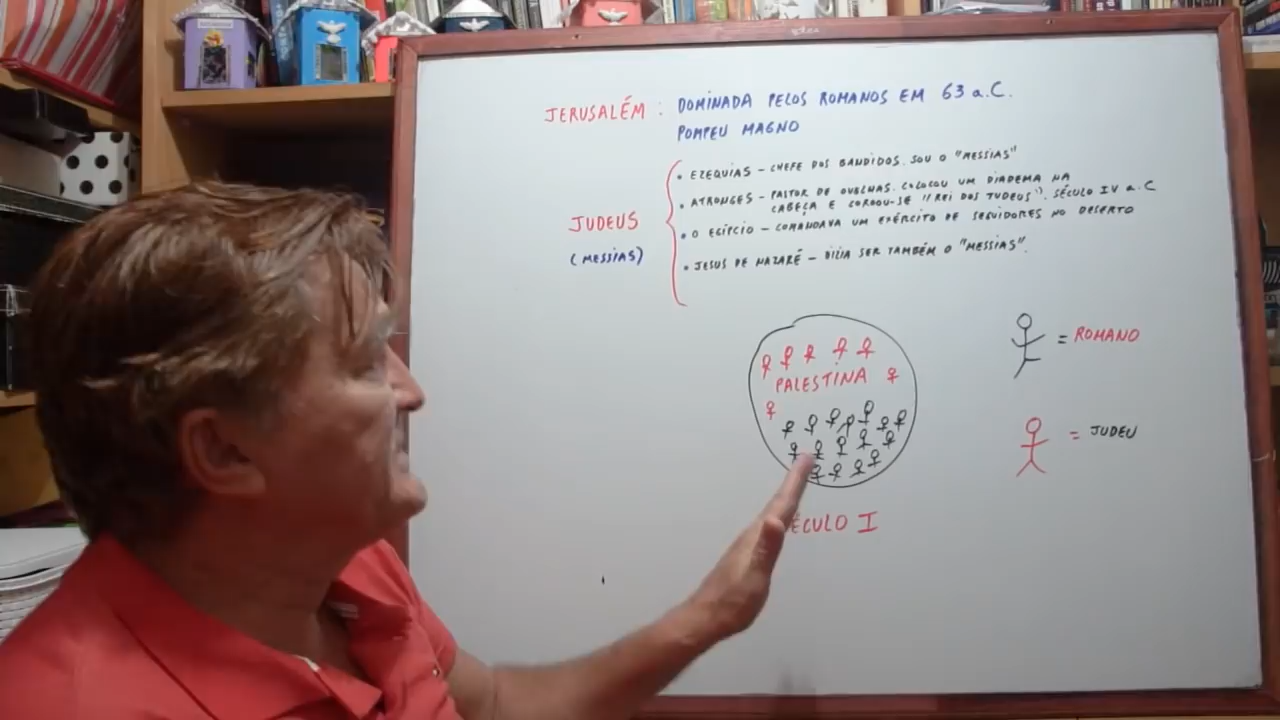 JERUSALÉM : DOMINADA PELOS ROMANOS EM 63 a.C.
POMPEU MAGNO
JUDEUS
(MESSIAS)
• EZEQUIAS – CHEFE DOS BANDIDOS. SOU O "MESSIAS"
• ATRONGES – PASTOR DE OVELHAS. COLOCOU UM DIADEMA NA
CABEÇA E COROOU-SE "REI DOS JUDEUS". SÉCULO IV a.C
• O EGÍPCIO – COMANDAVA UM EXÉRCITO DE SEGUIDORES NO DESERTO
• JESUS DE NAZARÉ – DIZIA SER TAMBÉM O "MESSIAS".
PALESTINA
= ROMANO
= JUDEU
ÉCULO I